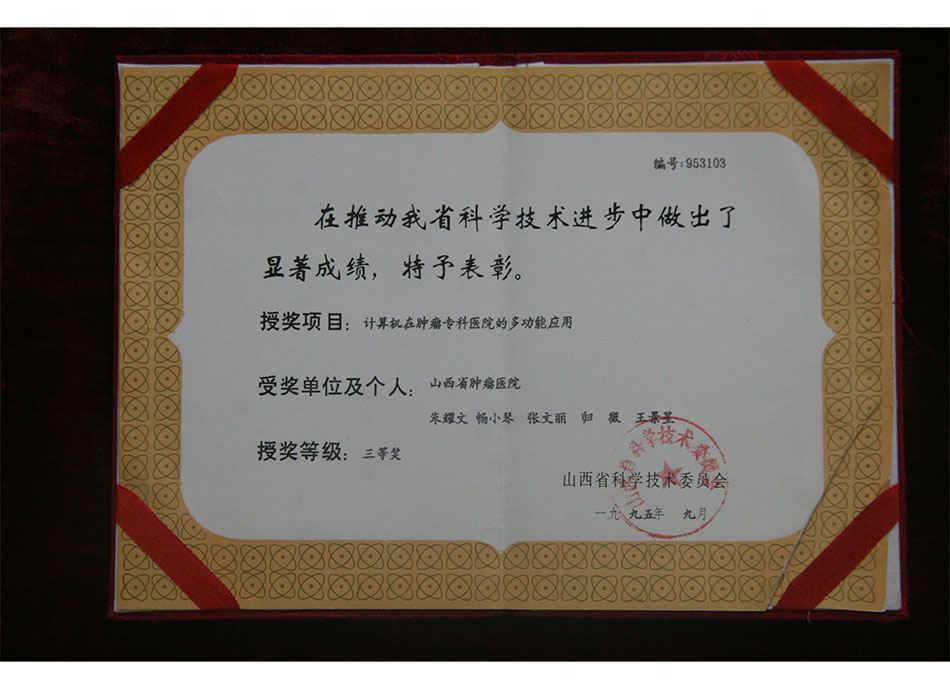 编号:953103
在推动我省科学技术进步中做出了
显著成绩，特予表彰。
授奖项目：计算机在肿瘤专科医院的多功能应用
受奖单位及个人：山西省肿瘤医院
朱耀文 杨小琴 张文丽 归 薇 王景星
授奖等级：三等奖
山西省科学技术委员会
一九九五年 九月